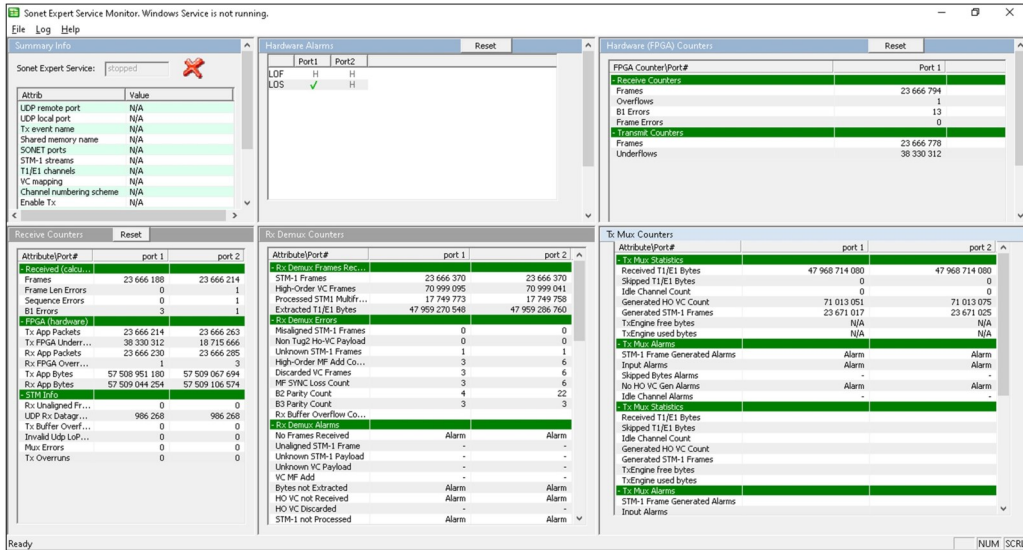 Sonet Expert Service Monitor. Windows Service is not running.
File Log Help
Summary Info
Sonet Expert Service: stopped
Attrib Value
UDP remote port N/A
UDP local port N/A
Tx event name N/A
Shared memory name N/A
SONET ports N/A
STM-1 streams N/A
T1/E1 channels N/A
VC mapping N/A
Channel numbering scheme N/A
Enable Tx N/A
Hardware Alarms Reset
Port1 Port2
LOF H H
LOS ✓ H
Hardware (FPGA) Counters Reset
FPGA Counter\Port# Port 1
- Receive Counters
Frames 23 666 794
Overflows 1
B1 Errors 13
Frame Errors 0
- Transmit Counters
Frames 23 666 778
Underflows 38 330 312
Receive Counters Reset
Attribute\Port# port 1 port 2
- Received (calcu...
Frames 23 666 188 23 666 214
Frame Len Errors 0 1
Sequence Errors 0 1
B1 Errors 3 1
- FPGA (hardware)
Tx App Packets 23 666 214 23 666 263
Tx FPGA Underr... 38 330 312 18 715 666
Rx App Packets 23 666 230 23 666 285
Rx FPGA Overr... 1 3
Tx App Bytes 57 508 951 180 57 509 067 694
Rx App Bytes 57 509 044 254 57 509 106 574
- STM Info
Rx Unaligned Fr... 0 0
UDP Rx Datagr... 986 268 986 268
Tx Buffer Overf... 0 0
Invalid Udp LoP... 0 0
Mux Errors 0 0
Tx Overruns 0 0
Rx Demux Counters
Attribute\Port# port 1 port 2
- Rx Demux Frames Rec...
STM-1 Frames 23 666 370 23 666 370
High-Order VC Frames 70 999 095 70 999 041
Processed STM1 Multifr... 17 749 773 17 749 758
Extracted T1/E1 Bytes 47 959 270 548 47 959 286 760
- Rx Demux Errors
Misaligned STM-1 Frames 0 0
Non Tug2 Ho-VC Payload 0 0
Unknown STM-1 Frames 1 1
High-Order MF Add Co... 3 6
Discarded VC Frames 3 6
MF SYNC Loss Count 3 6
B2 Parity Count 4 22
B3 Parity Count 3 3
Rx Buffer Overflow Co...
- Rx Demux Alarms
No Frames Received Alarm Alarm
Unaligned STM-1 Frame - -
Unknown STM-1 Payload - -
Unknown VC Payload - -
VC MF Add - -
Bytes not Extracted Alarm Alarm
HO VC not Received Alarm Alarm
HO VC Discarded - -
STM-1 not Processed Alarm Alarm
Tx Mux Counters
Attribute\Port# port 1 port 2
- Tx Mux Statistics
Received T1/E1 Bytes 47 968 714 080 47 968 714 080
Skipped T1/E1 Bytes 0 0
Idle Channel Count 0 0
Generated HO VC Count 71 013 051 71 013 075
Generated STM-1 Frames 23 671 017 23 671 025
TxEngine free bytes N/A N/A
TxEngine used bytes N/A N/A
- Tx Mux Alarms
STM-1 Frame Generated Alarms Alarm Alarm
Input Alarms Alarm Alarm
Skipped Bytes Alarms - -
No HO VC Gen Alarms Alarm Alarm
Idle Channel Alarms - -
- Tx Mux Statistics
Received T1/E1 Bytes
Skipped T1/E1 Bytes
Idle Channel Count
Generated HO VC Count
Generated STM-1 Frames
TxEngine free bytes
TxEngine used bytes
- Tx Mux Alarms
STM-1 Frame Generated Alarms
Input Alarms
Ready NUM SCRL